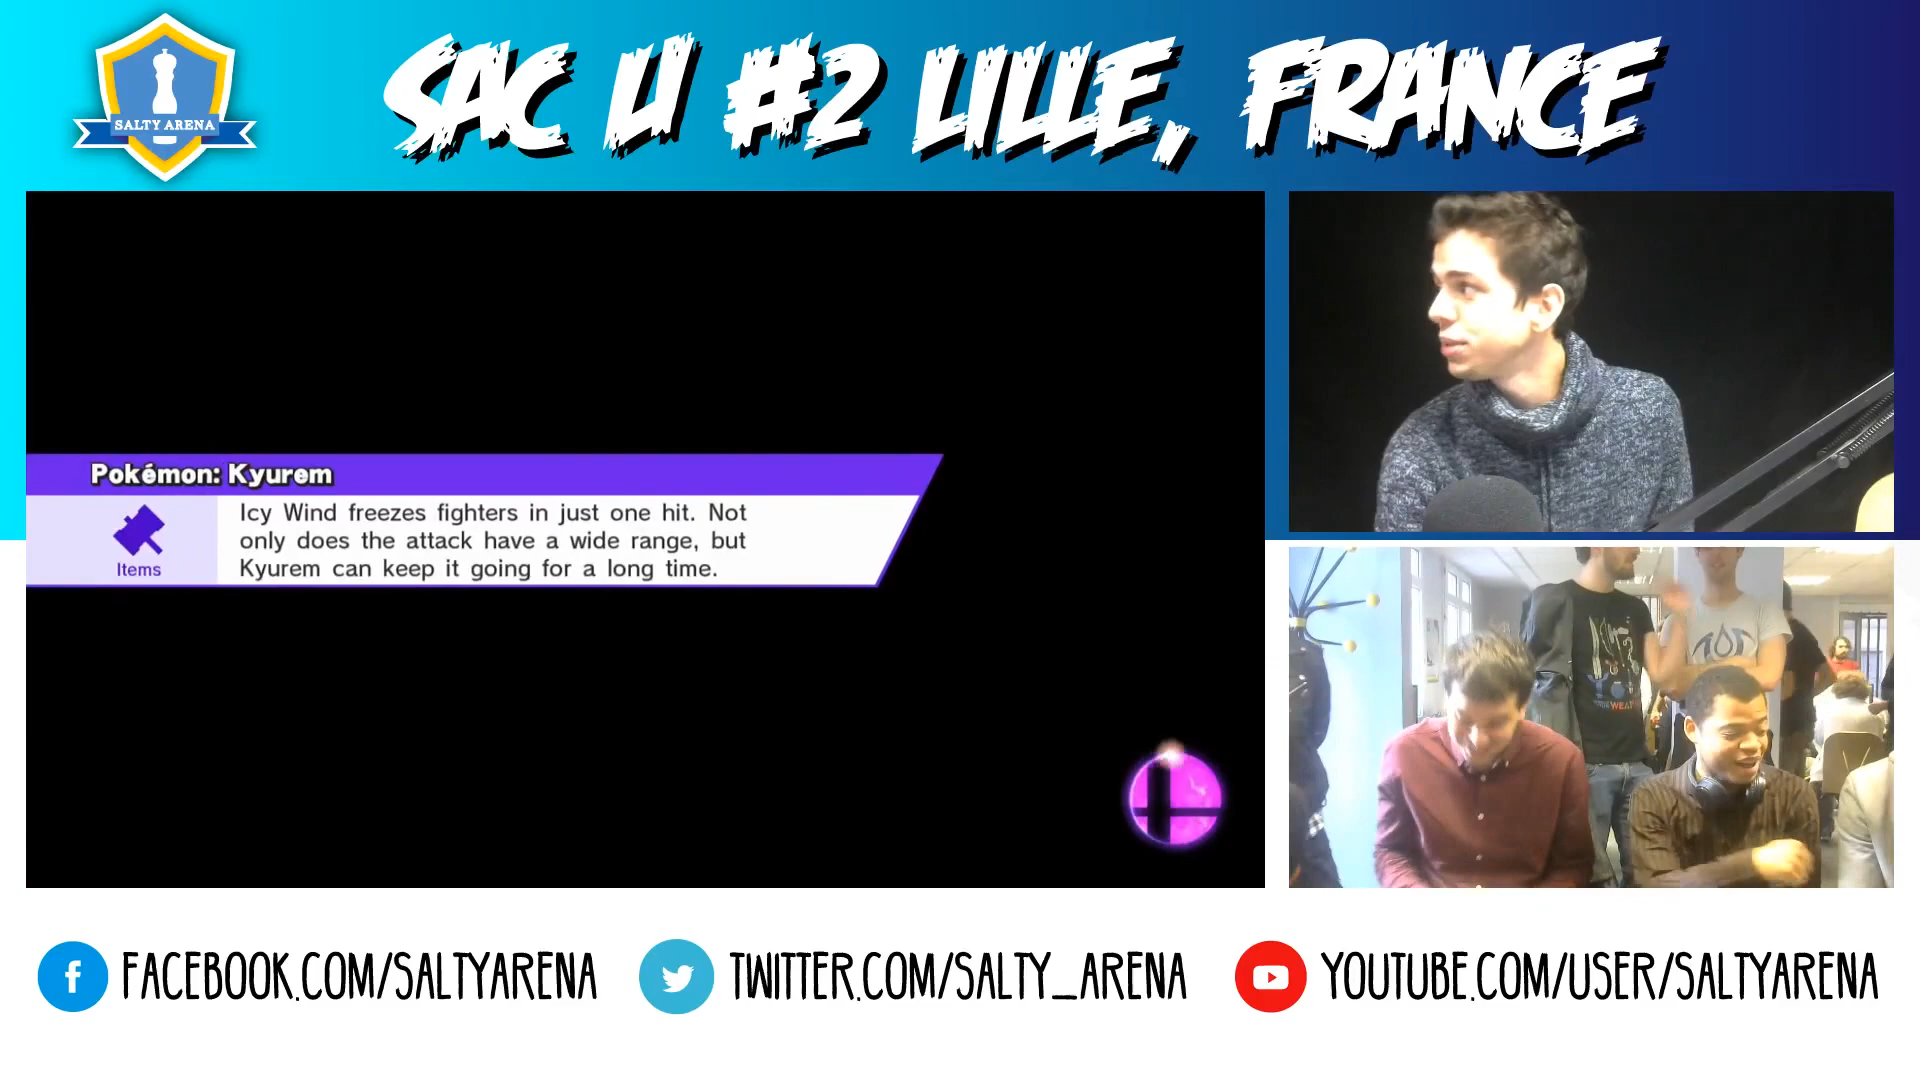 SALTY ARENA
SAC U #2 LILLE, FRANCE
Pokémon: Kyurem
Items
Icy Wind freezes fighters in just one hit. Not
only does the attack have a wide range, but
Kyurem can keep it going for a long time.
FACEBOOK.COM/SALTYARENA
TWITTER.COM/SALTY_ARENA
YOUTUBE.COM/USER/SALTYARENA